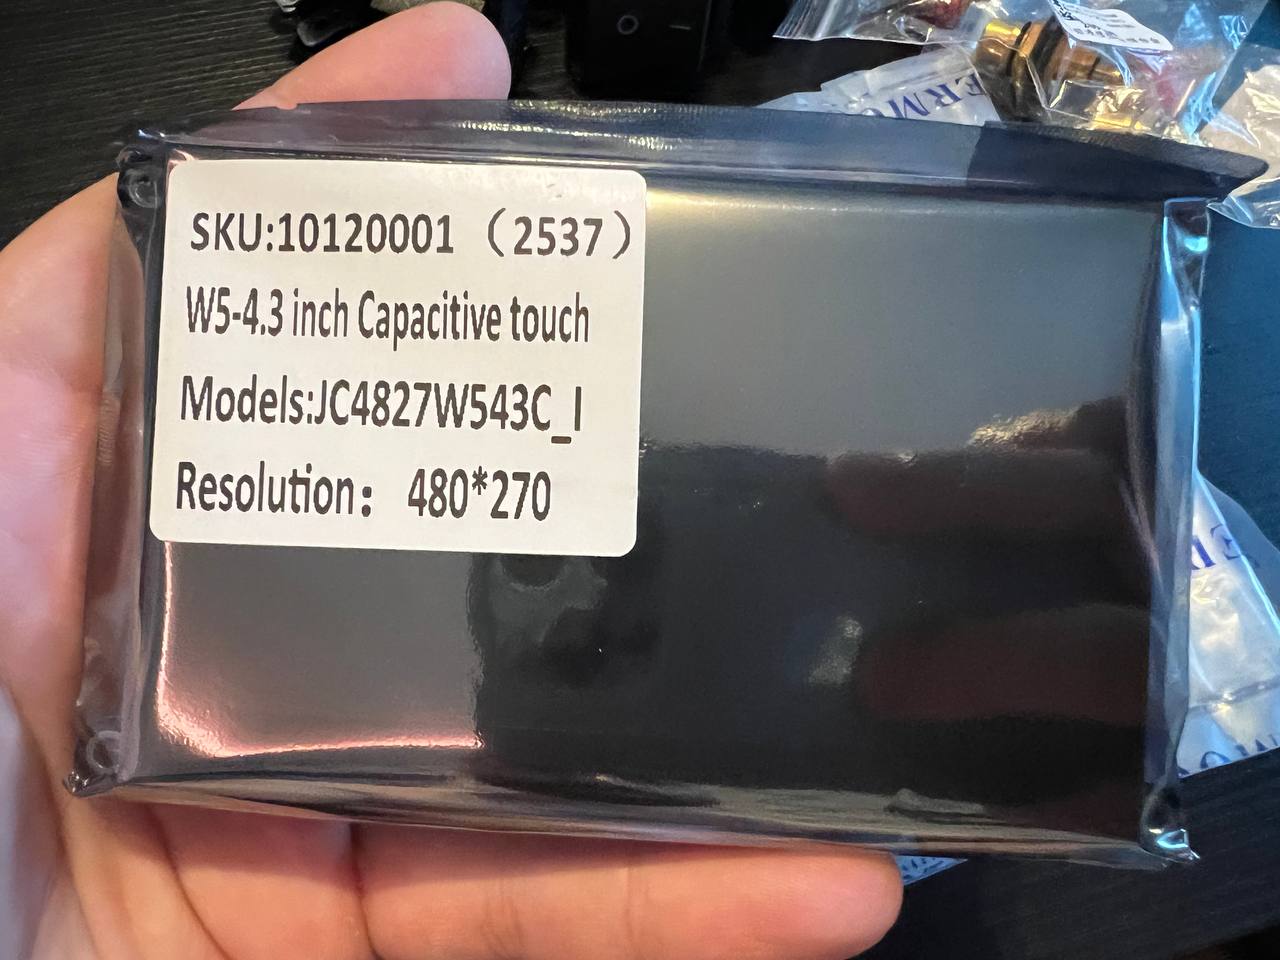 SKU:10120001 （2537）
W5-4.3 inch Capacitive touch
Models:JC4827W543C_I
Resolution： 480*270